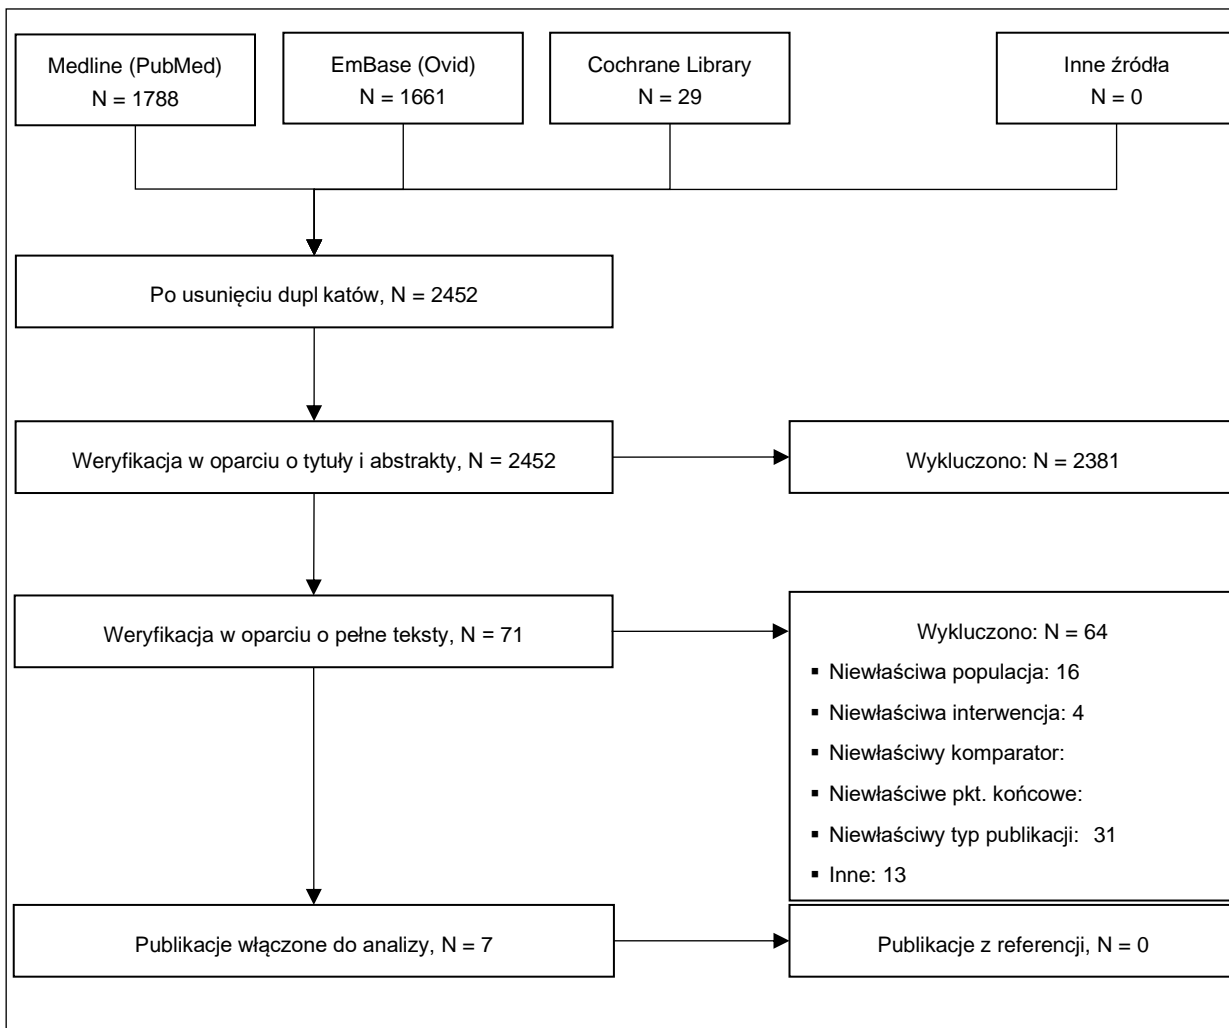 Medline (PubMed)
N = 1788
EmBase (Ovid)
N = 1661
Cochrane Library
N = 29
Inne źródła
N = 0
Po usunięciu dupl katów, N = 2452
Weryfikacja w oparciu o tytuły i abstrakty, N = 2452
Wykluczono: N = 2381
Weryfikacja w oparciu o pełne teksty, N = 71
Wykluczono: N = 64
▪ Niewłaściwa populacja: 16
▪ Niewłaściwa interwencja: 4
▪ Niewłaściwy komparator:
▪ Niewłaściwe pkt. końcowe:
▪ Niewłaściwy typ publikacji: 31
▪ Inne: 13
Publikacje włączone do analizy, N = 7
Publikacje z referencji, N = 0